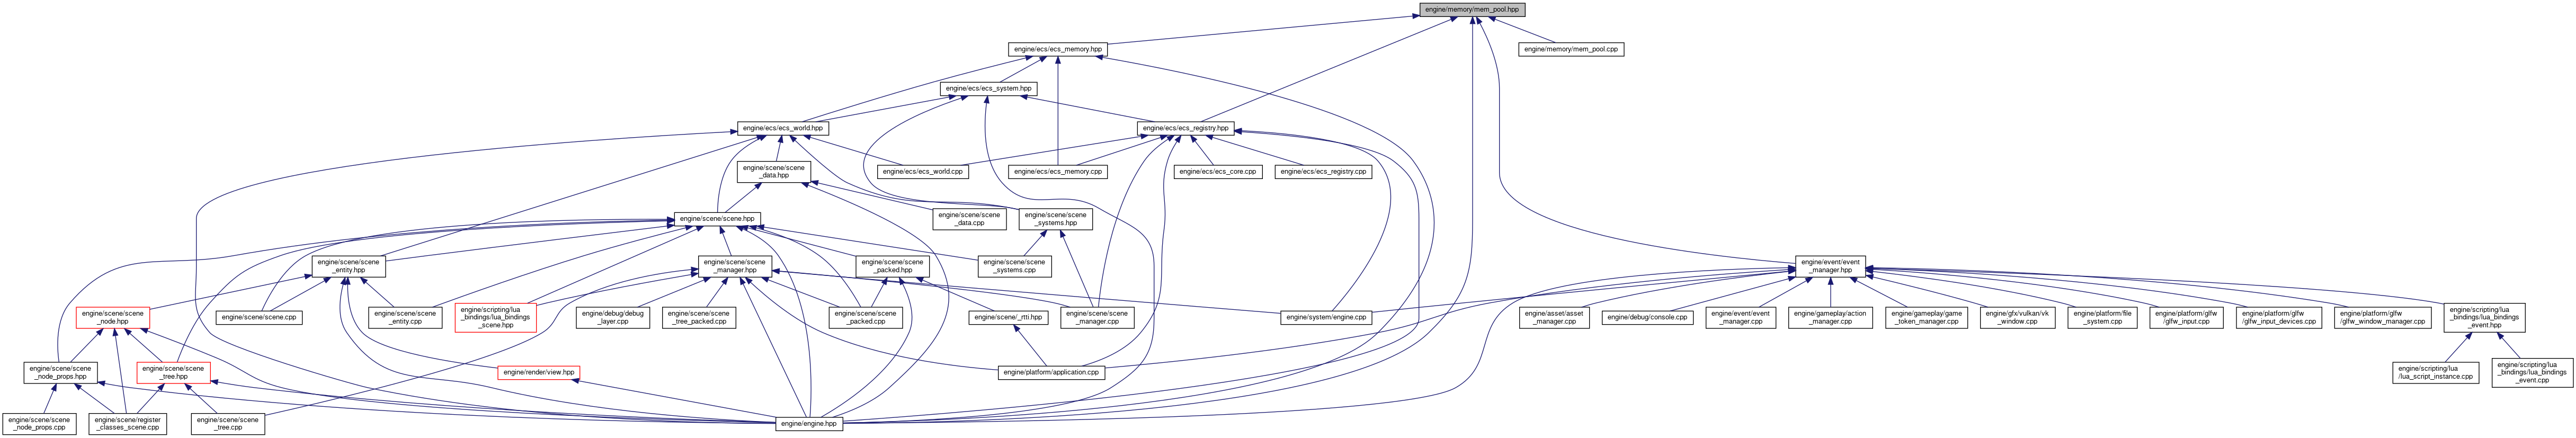 engine/memory/mem_pool.hpp
engine/ecs/ecs_memory.hpp
engine/memory/mem_pool.cpp
engine/ecs/ecs_system.hpp
engine/ecs/ecs_world.hpp
engine/ecs/ecs_registry.hpp
engine/scene/scene
_data.hpp
engine/ecs/ecs_world.cpp
engine/ecs/ecs_memory.cpp
engine/ecs/ecs_core.cpp
engine/ecs/ecs_registry.cpp
engine/scene/scene.hpp
engine/scene/scene
_data.cpp
engine/scene/scene
_systems.hpp
engine/scene/scene
_entity.hpp
engine/scene/scene
_manager.hpp
engine/scene/scene
_packed.hpp
engine/scene/scene
_systems.cpp
engine/event/event
_manager.hpp
engine/scene/scene
_node.hpp
engine/scene/scene.cpp
engine/scene/scene
_entity.cpp
engine/scripting/lua
_bindings/lua_bindings
_scene.hpp
engine/debug/debug
_layer.cpp
engine/scene/scene
_tree_packed.cpp
engine/scene/scene
_packed.cpp
engine/scene/_rtti.hpp
engine/scene/scene
_manager.cpp
engine/system/engine.cpp
engine/asset/asset
_manager.cpp
engine/debug/console.cpp
engine/event/event
_manager.cpp
engine/gameplay/action
_manager.cpp
engine/gameplay/game
_token_manager.cpp
engine/gfx/vulkan/vk
_window.cpp
engine/platform/file
_system.cpp
engine/platform/glfw
/glfw_input.cpp
engine/platform/glfw
/glfw_input_devices.cpp
engine/platform/glfw
/glfw_window_manager.cpp
engine/scripting/lua
_bindings/lua_bindings
_event.hpp
engine/scene/scene
_node_props.hpp
engine/scene/scene
_tree.hpp
engine/render/view.hpp
engine/platform/application.cpp
engine/scripting/lua
/lua_script_instance.cpp
engine/scripting/lua
_bindings/lua_bindings
_event.cpp
engine/scene/scene
_node_props.cpp
engine/scene/register
_classes_scene.cpp
engine/scene/scene
_tree.cpp
engine/engine.hpp